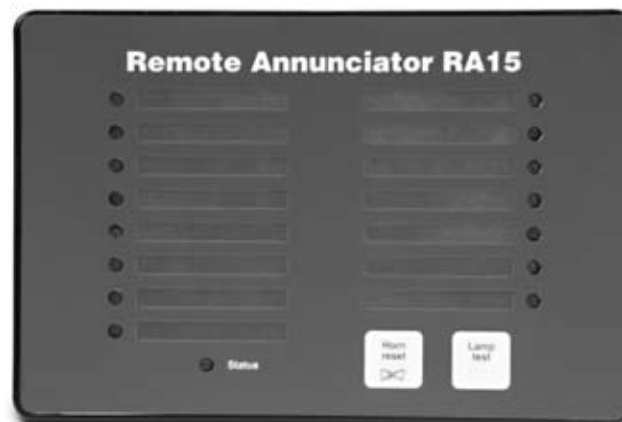 Remote Annunciator RA15
Status
Horn
reset
Lamp
test